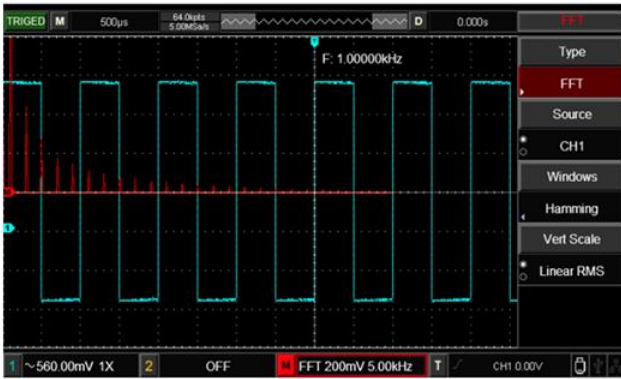 TRIGED M 500μs 64.0kpts D 0.000s FFT
5.00MSa/s
T
F: 1.00000kHz
Type
FFT
Source
CH1
Windows
Hamming
Vert Scale
Linear RMS
M
1
1 ~560.00mV 1X 2 OFF M FFT 200mV 5.00kHz T CH1 0.00V